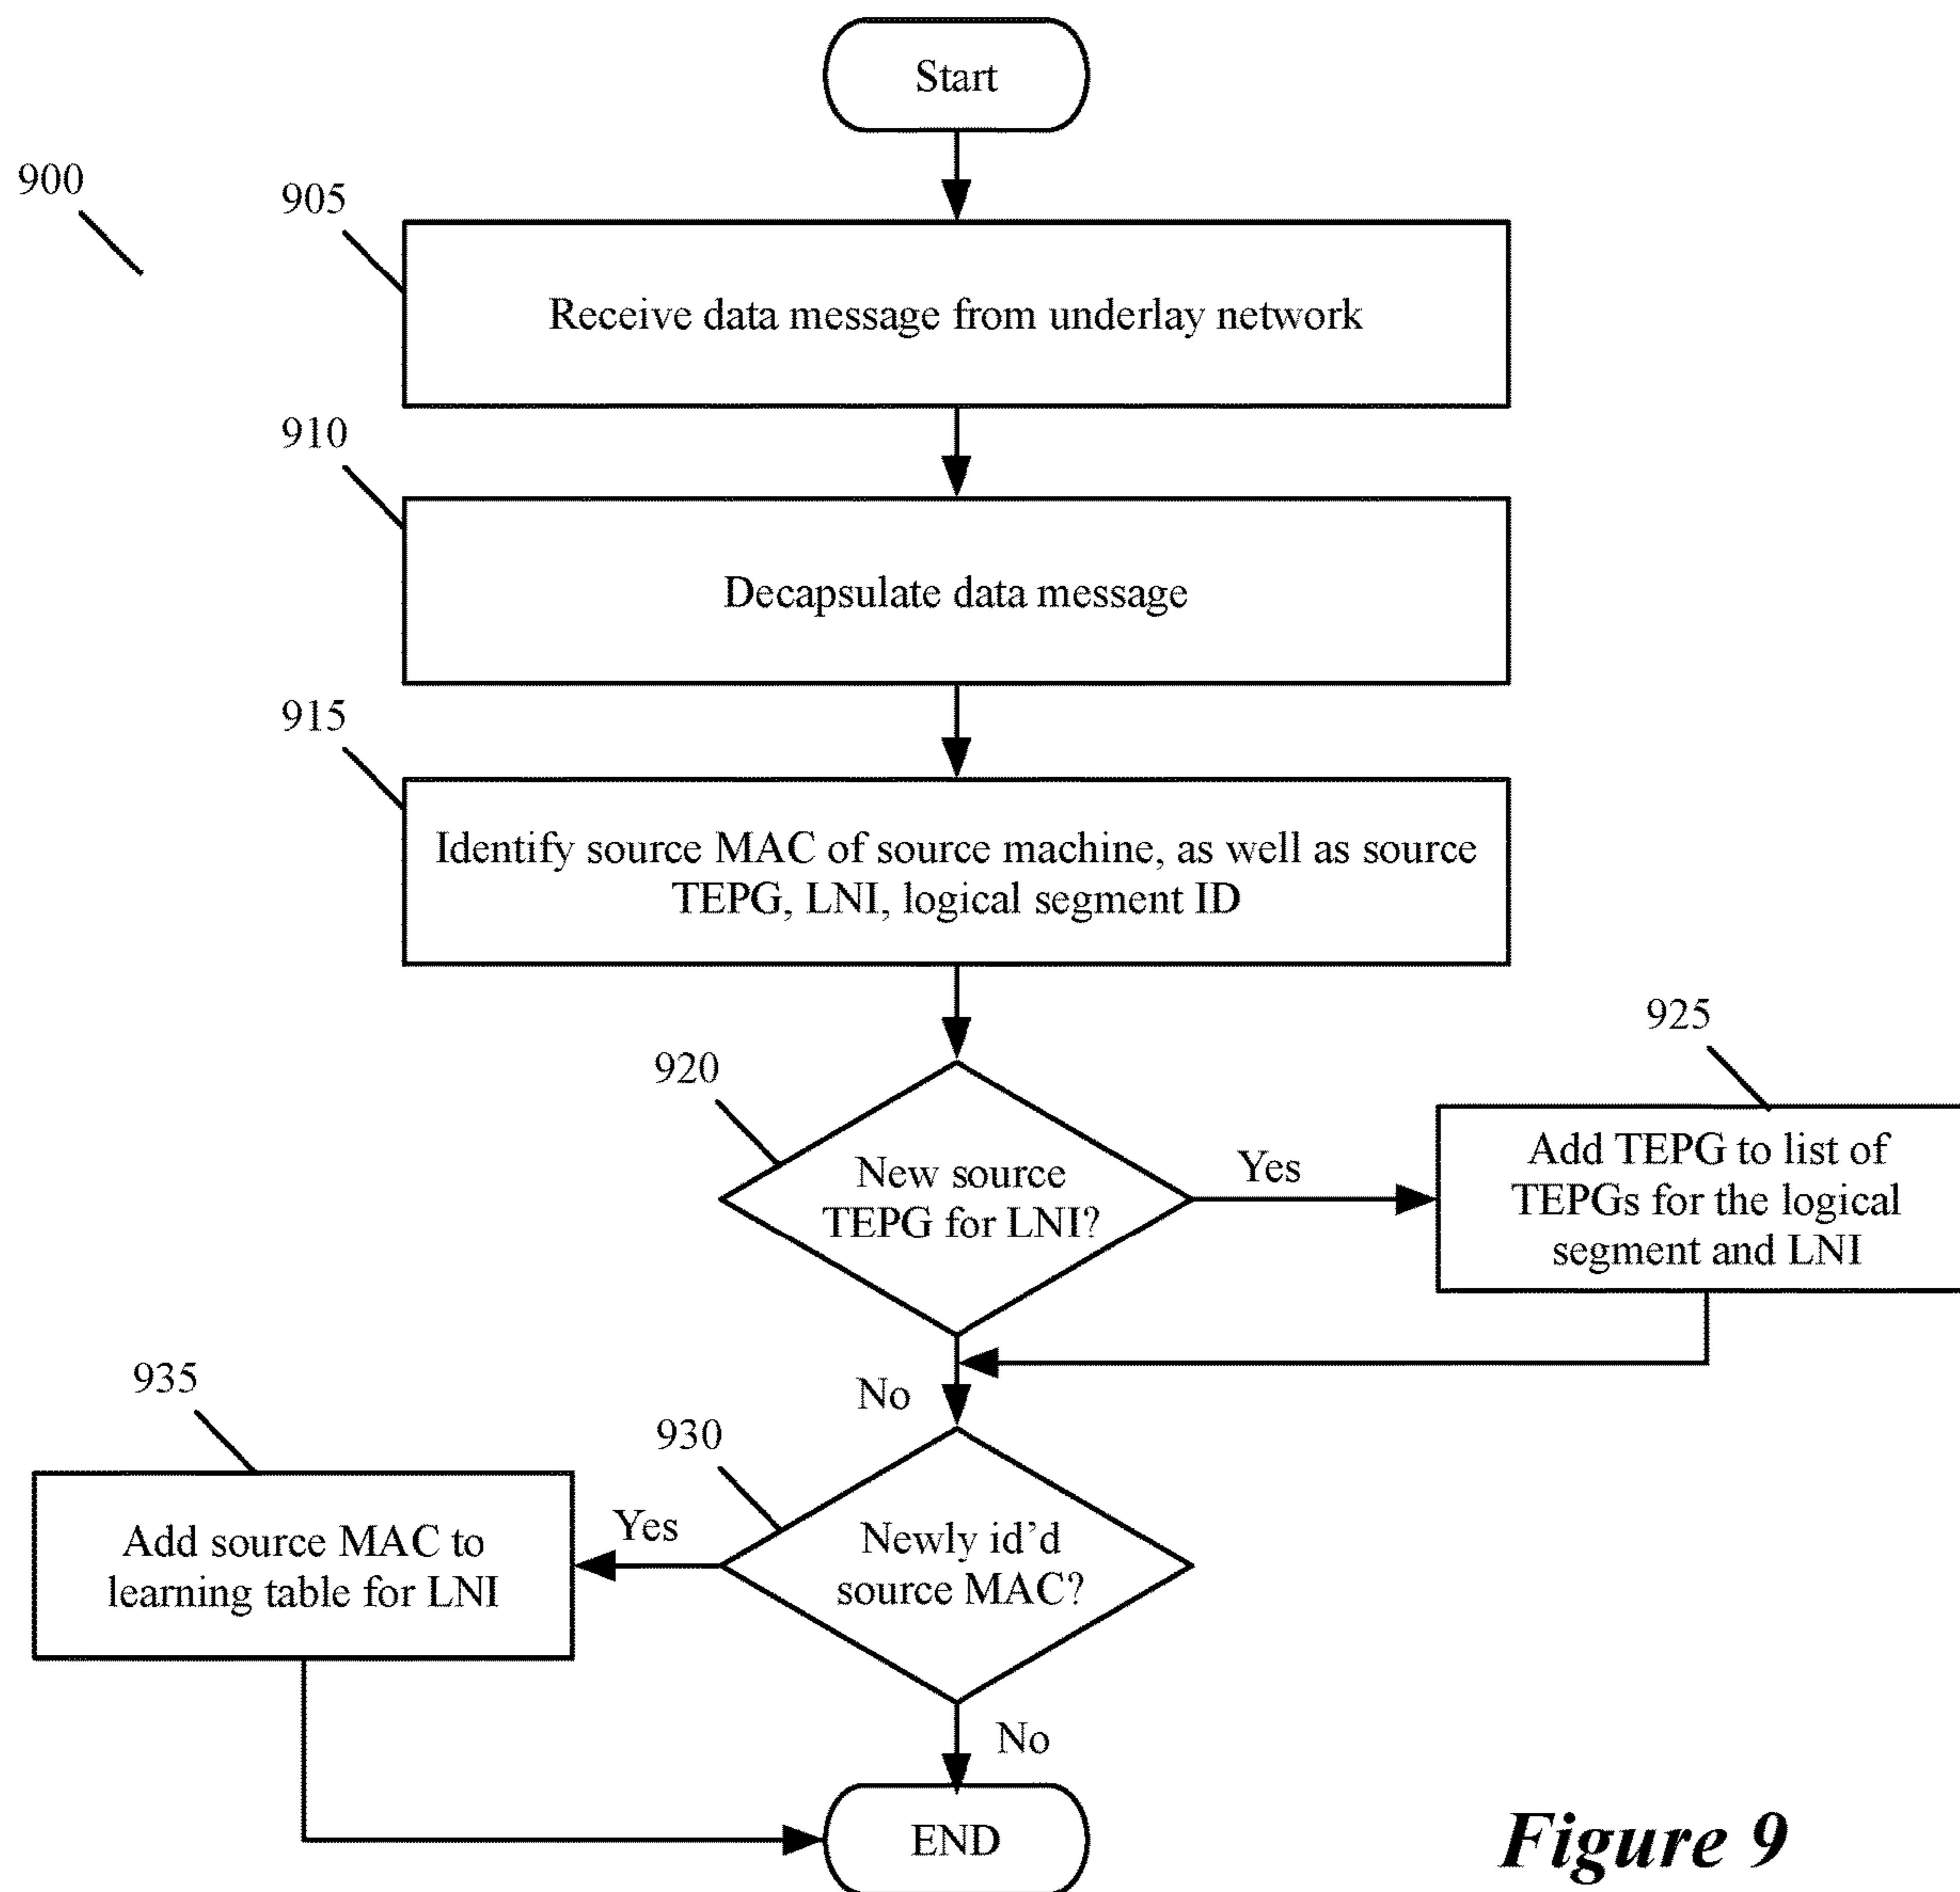 Start
900
905
Receive data message from underlay network
910
Decapsulate data message
915
Identify source MAC of source machine, as well as source
TEPG, LNI, logical segment ID
920
New source
TEPG for LNI?
Yes
925
Add TEPG to list of
TEPGs for the logical
segment and LNI
No
930
Newly id'd
source MAC?
Yes
935
Add source MAC to
learning table for LNI
No
END
Figure 9